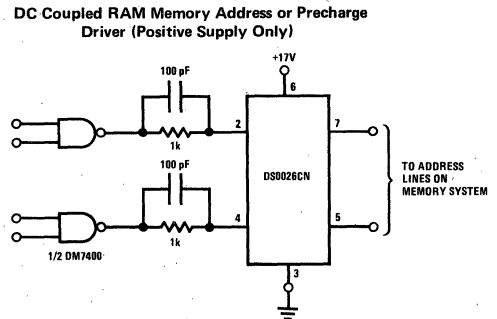 DC Coupled RAM Memory Address or Precharge
Driver (Positive Supply Only)
+17V
100 pF
6
2
7
1k
DS0026CN
TO ADDRESS
LINES ON
MEMORY SYSTEM
100 pF
4
5
1k
1/2 DM7400
3